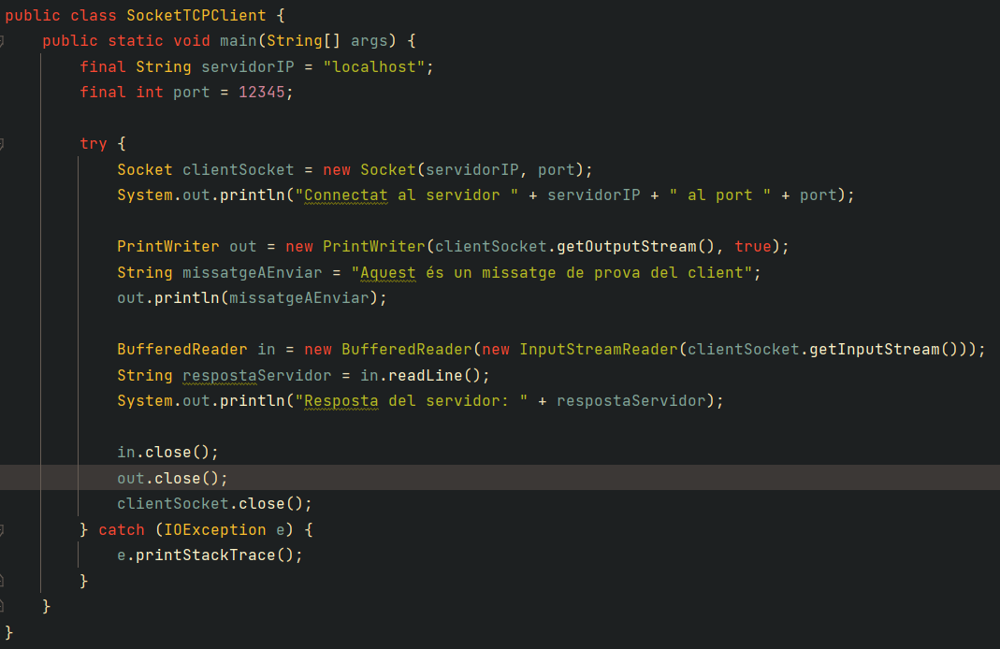 public class SocketTCPClient {
    public static void main(String[] args) {
        final String servidorIP = "localhost";
        final int port = 12345;

        try {
            Socket clientSocket = new Socket(servidorIP, port);
            System.out.println("Connectat al servidor " + servidorIP + " al port " + port);

            PrintWriter out = new PrintWriter(clientSocket.getOutputStream(), true);
            String missatgeAEnviar = "Aquest és un missatge de prova del client";
            out.println(missatgeAEnviar);

            BufferedReader in = new BufferedReader(new InputStreamReader(clientSocket.getInputStream()));
            String respostaServidor = in.readLine();
            System.out.println("Resposta del servidor: " + respostaServidor);

            in.close();
            out.close();
            clientSocket.close();
        } catch (IOException e) {
            e.printStackTrace();
        }
    }
}